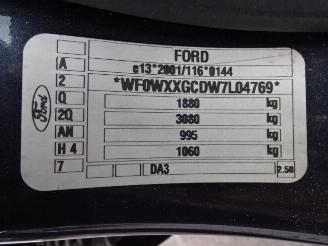 FORD
A e13*2001/116*0144
2 *WF0WXXGCDW7L04769*
Q 1880 kg
2Q 3080 kg
AN 995 kg
H 4 1060 kg
7 DA3 2.50
Ford